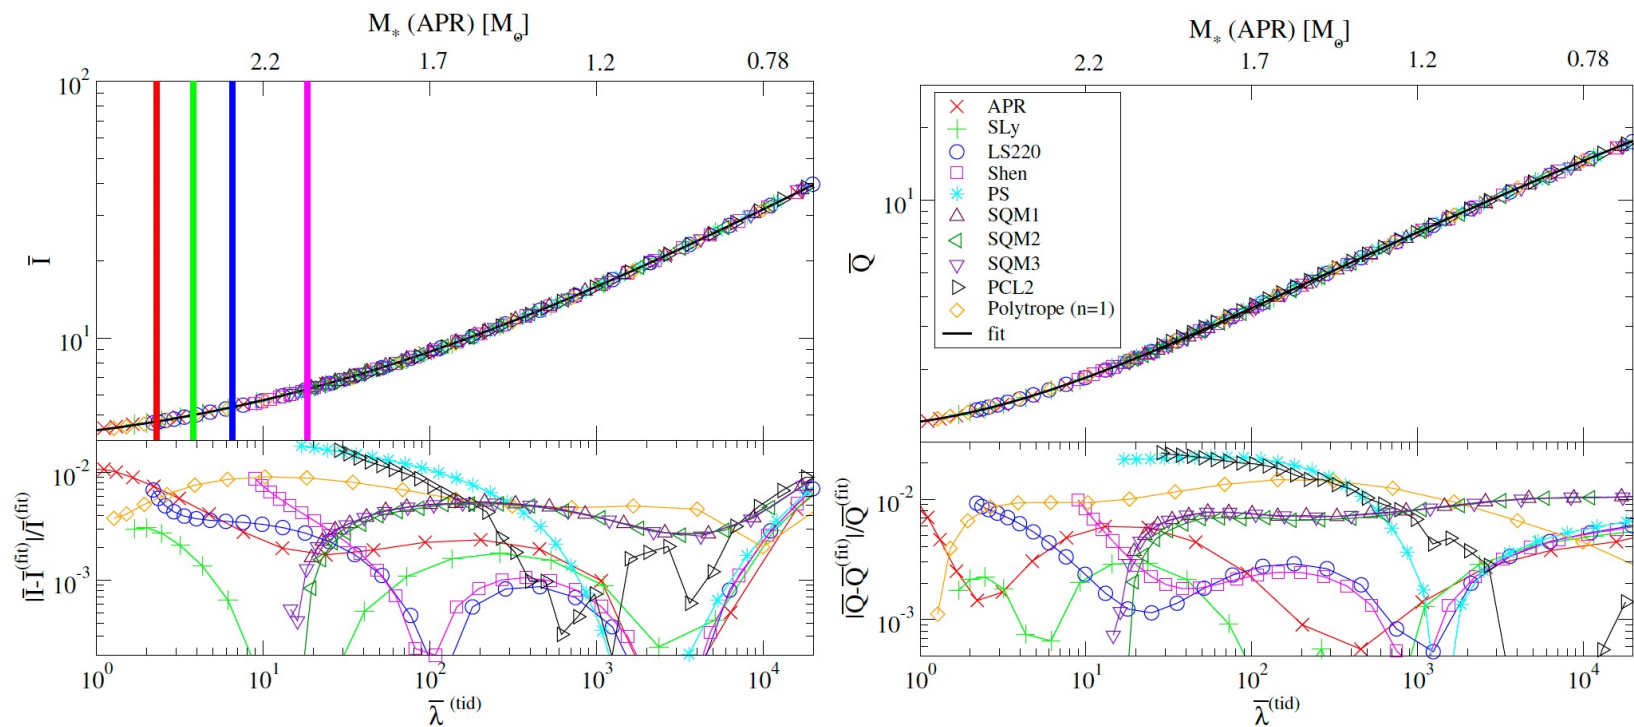 M* (APR) [M⊙]
2.2 1.7 1.2 0.78
10²
10¹
Ī
10⁻²
10⁻³
|Ī-Ī^(fit)|/Ī^(fit)
10⁰ 10¹ 10² 10³ 10⁴
λ̄^(tid)
M* (APR) [M⊙]
2.2 1.7 1.2 0.78
10¹
Q̄
APR
SLy
LS220
Shen
PS
SQM1
SQM2
SQM3
PCL2
Polytrope (n=1)
fit
10⁻²
10⁻³
|Q̄-Q̄^(fit)|/Q̄^(fit)
10⁰ 10¹ 10² 10³ 10⁴
λ̄^(tid)